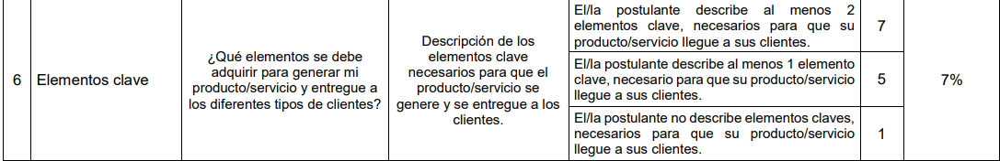 6
Elementos clave
¿Qué elementos se debe
adquirir para generar mi
producto/servicio y entregue a
los diferentes tipos de clientes?
Descripción de los
elementos clave
necesarios para que el
producto/servicio se
genere y se entregue a los
clientes.
El/la postulante describe al menos 2
elementos clave, necesarios para que su
producto/servicio llegue a sus clientes.
7
El/la postulante describe al menos 1 elemento
clave, necesario para que su producto/servicio
llegue a sus clientes.
5
El/la postulante no describe elementos claves,
necesarios para que su producto/servicio
llegue a sus clientes.
1
7%